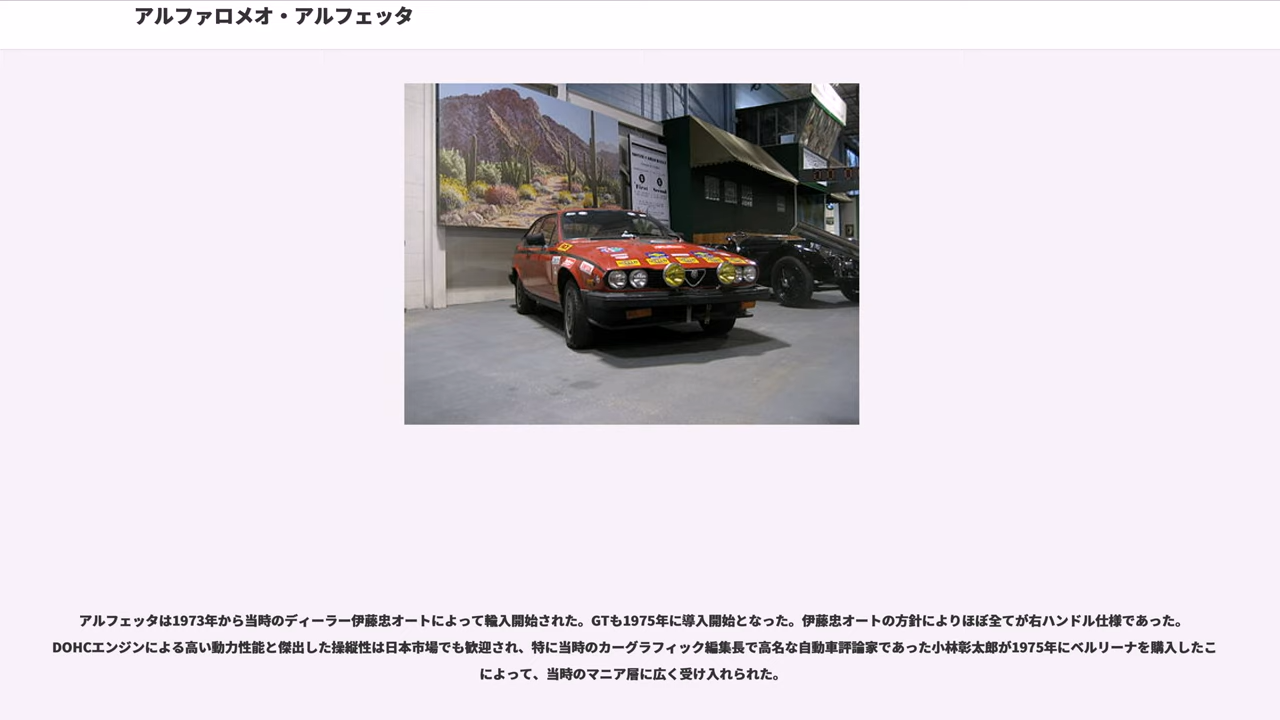 アルファロメオ・アルフェッタ
First
Second
アルフェッタは1973年から当時のディーラー伊藤忠オートによって輸入開始された。GTも1975年に導入開始となった。伊藤忠オートの方針によりほぼ全てが右ハンドル仕様であった。
DOHCエンジンによる高い動力性能と傑出した操縦性は日本市場でも歓迎され、特に当時のカーグラフィック編集長で高名な自動車評論家であった小林彰太郎が1975年にベルリーナを購入したこ
によって、当時のマニア層に広く受け入れられた。